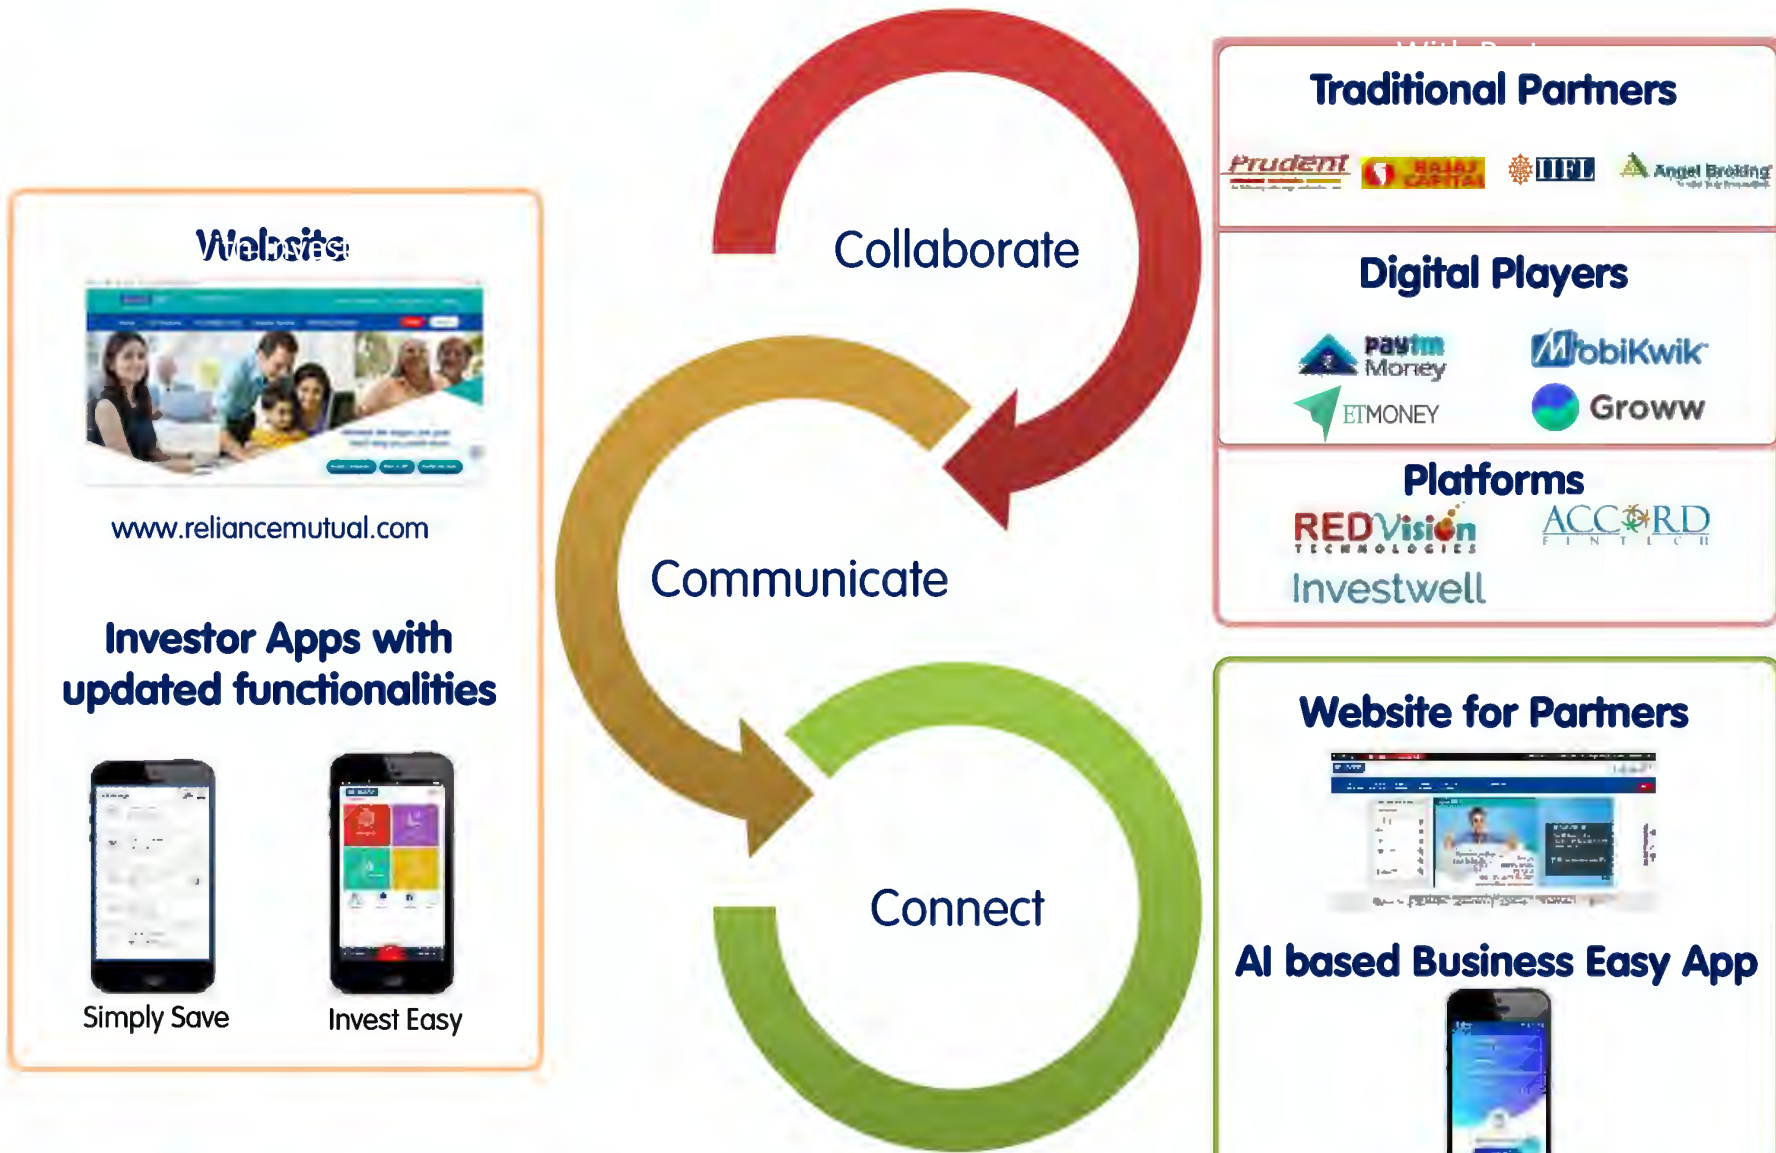 Website
www.reliancemutual.com
Investor Apps with
updated functionalities
Simply Save
Invest Easy
Collaborate
Communicate
Connect
Traditional Partners
Prudent
BAJAJ
CAPITAL
IIFL
Angel Broking
Digital Players
paytm
Money
MobiKwik
ETMONEY
Groww
Platforms
REDVision
TECHNOLOGIES
ACCORD
FINTECH
Investwell
Website for Partners
AI based Business Easy App